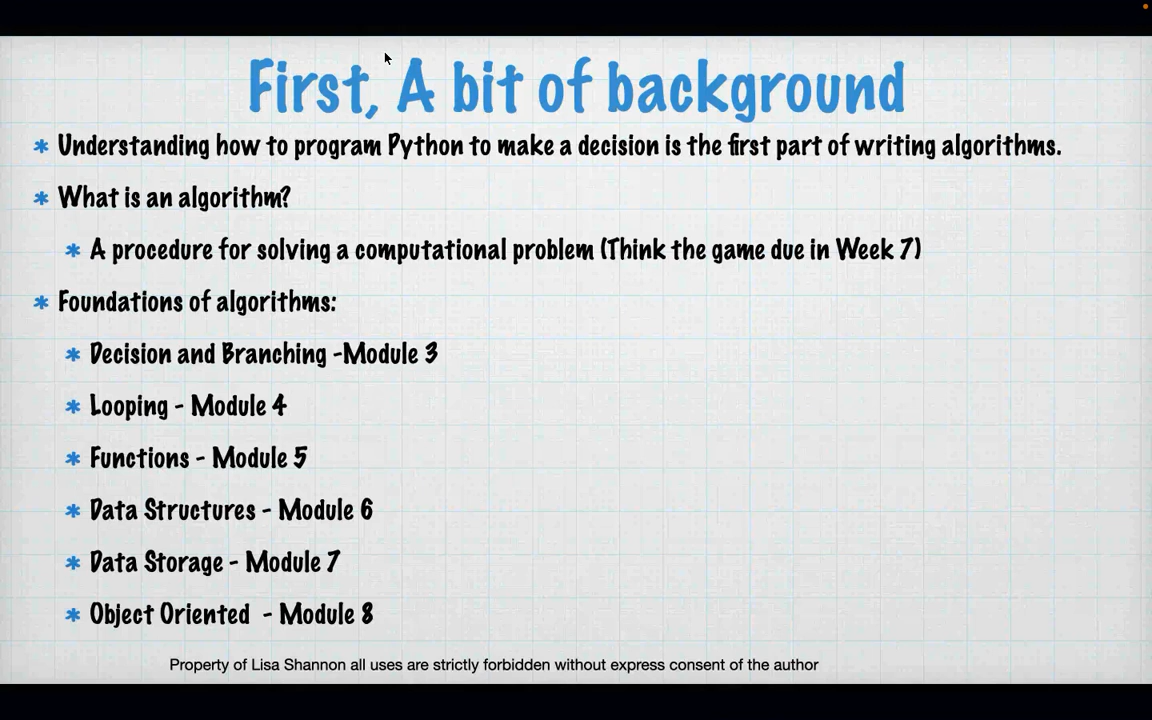 First, A bit of background
* Understanding how to program Python to make a decision is the first part of writing algorithms.
* What is an algorithm?
* A procedure for solving a computational problem (Think the game due in Week 7)
* Foundations of algorithms:
* Decision and Branching -Module 3
* Looping - Module 4
* Functions - Module 5
* Data Structures - Module 6
* Data Storage - Module 7
* Object Oriented - Module 8
Property of Lisa Shannon all uses are strictly forbidden without express consent of the author